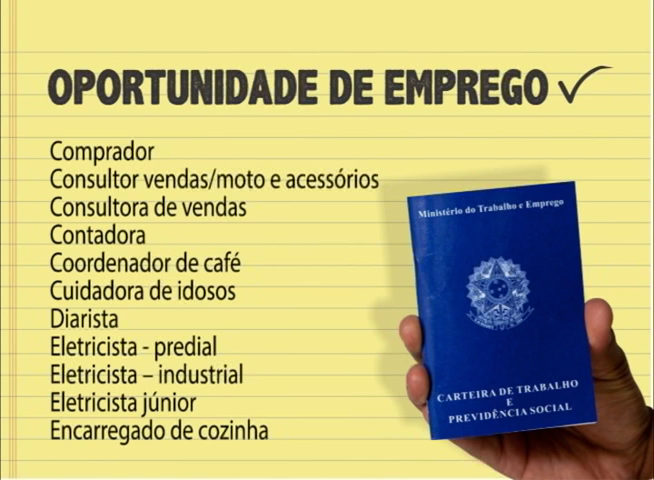 OPORTUNIDADE DE EMPREGO
Comprador
Consultor vendas/moto e acessórios
Consultora de vendas
Contadora
Coordenador de café
Cuidadora de idosos
Diarista
Eletricista - predial
Eletricista – industrial
Eletricista júnior
Encarregado de cozinha
Ministério do Trabalho e Emprego
CARTEIRA DE TRABALHO
E
PREVIDÊNCIA SOCIAL